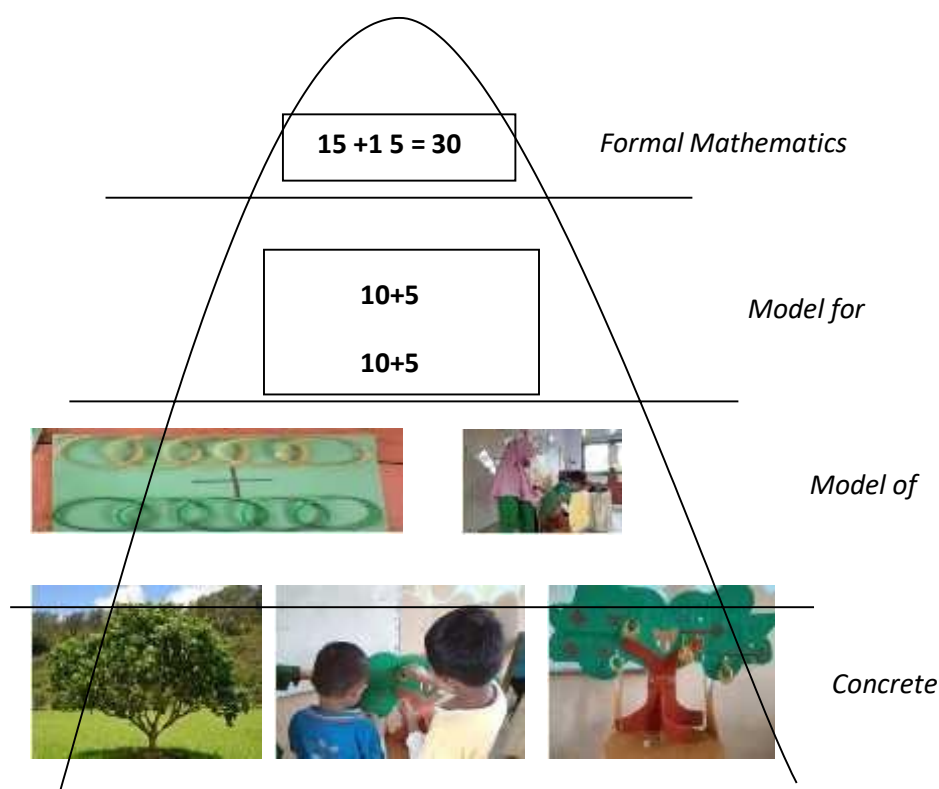 15 +1 5 = 30
Formal Mathematics
10+5
Model for
10+5
Model of
Concrete